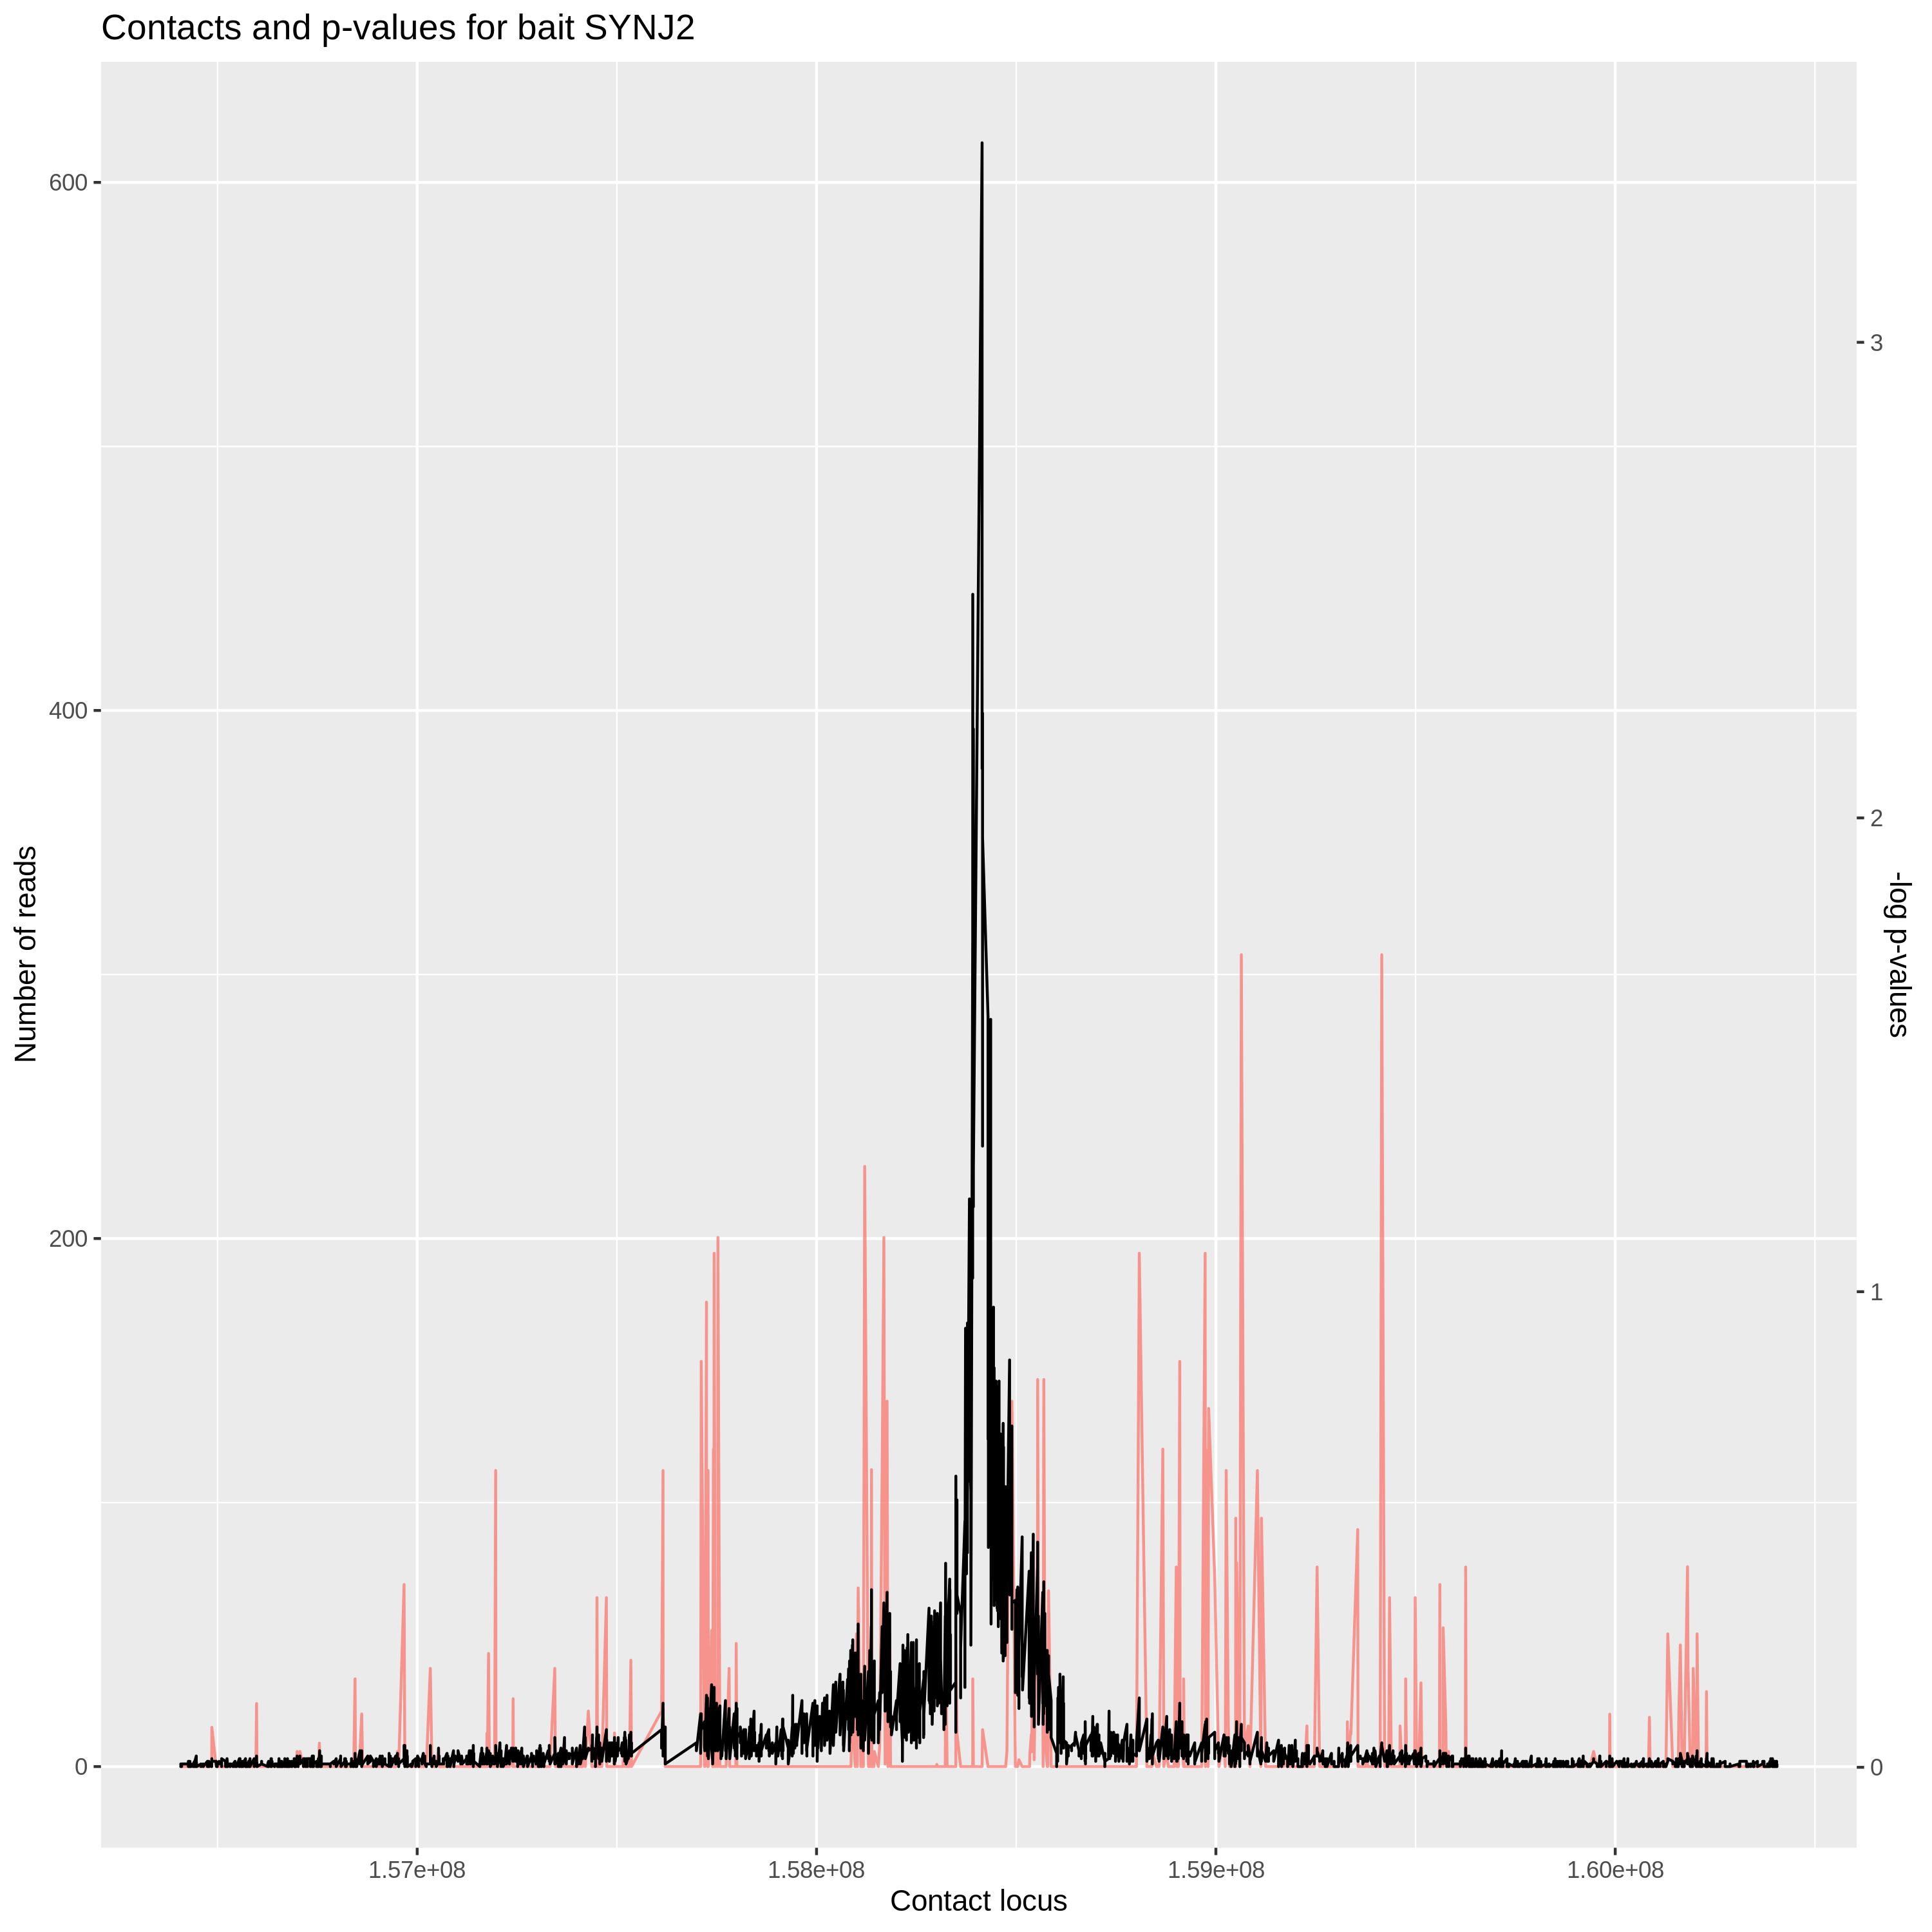 Contacts and p-values for bait SYNJ2
600
400
200
0
Number of reads
3
2
1
0
-log p-values
1.57e+08
1.58e+08
1.59e+08
1.60e+08
Contact locus